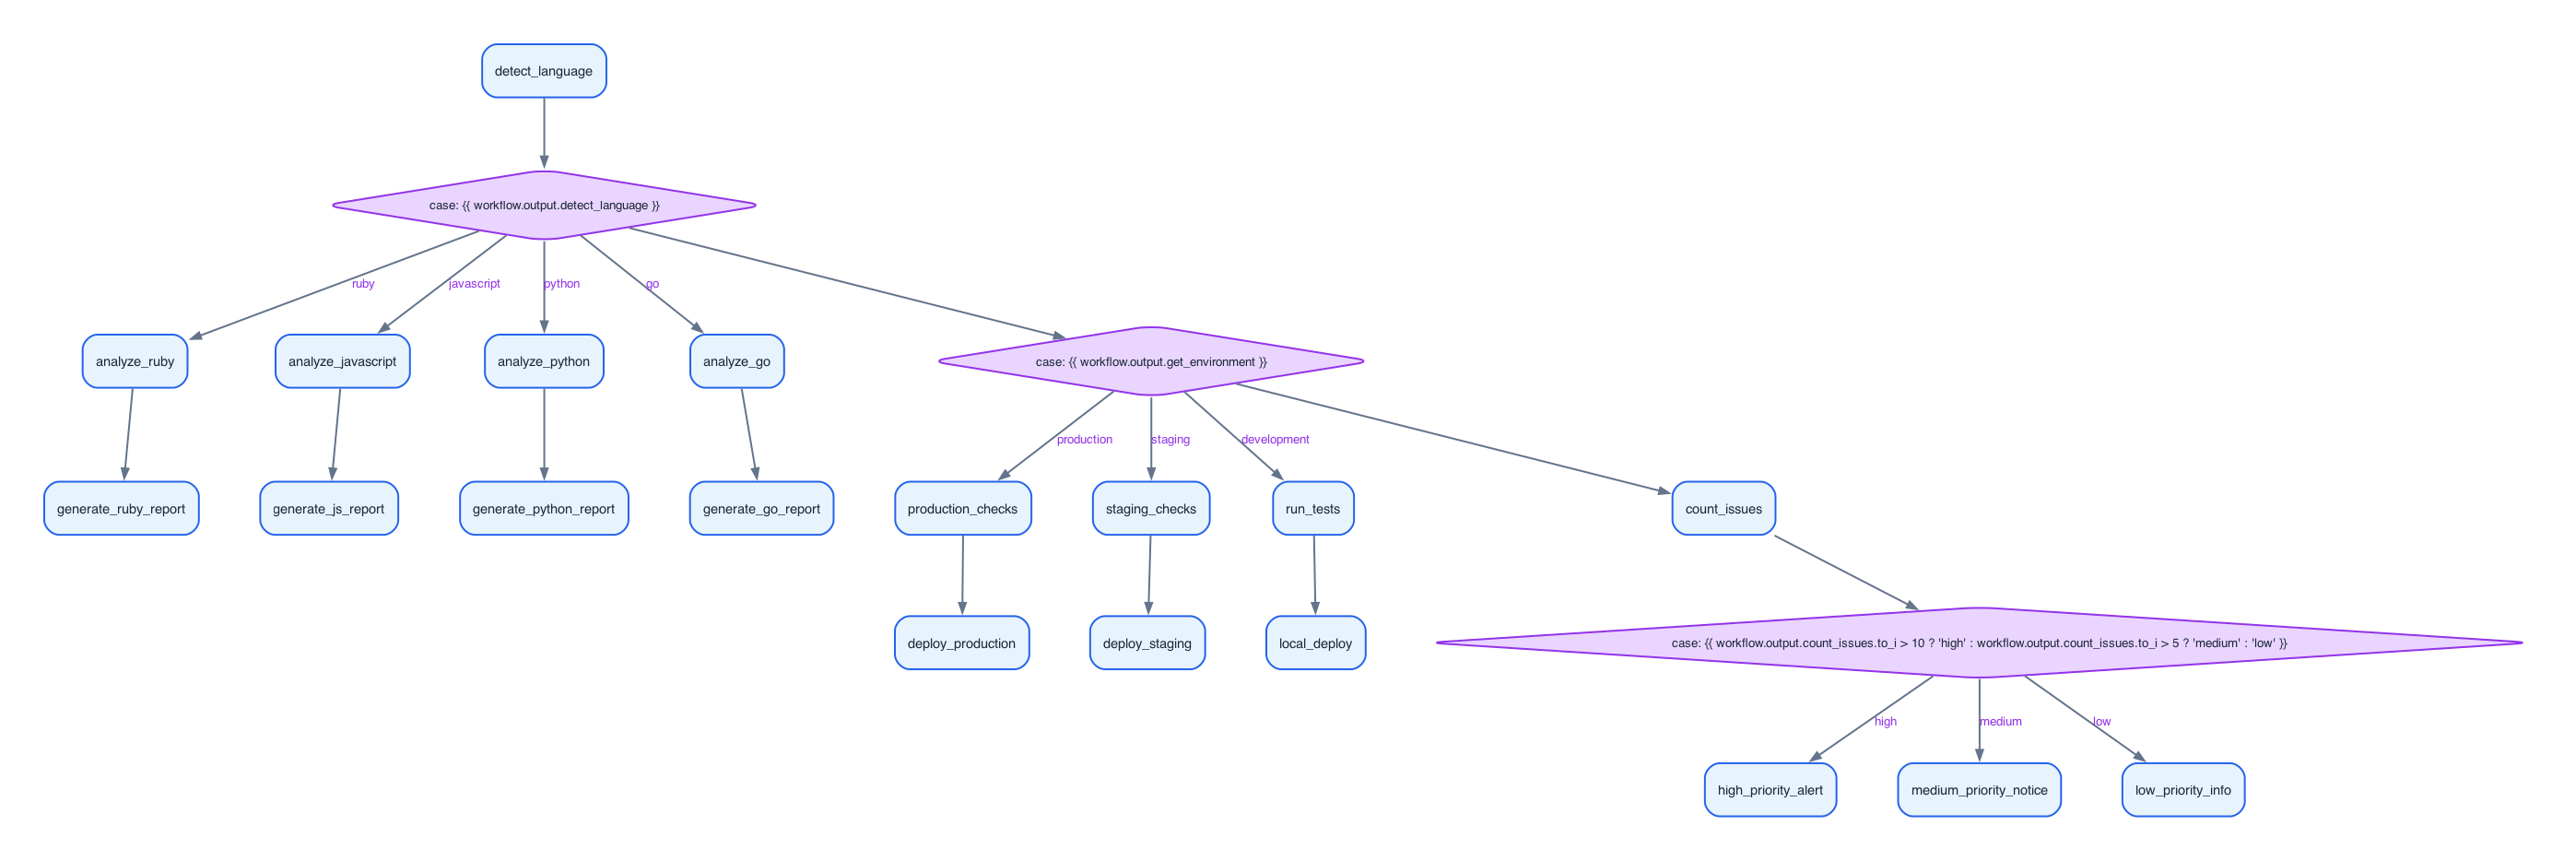 detect_language
case: {{ workflow.output.detect_language }}
ruby
javascript
python
go
analyze_ruby
analyze_javascript
analyze_python
analyze_go
case: {{ workflow.output.get_environment }}
production
staging
development
generate_ruby_report
generate_js_report
generate_python_report
generate_go_report
production_checks
staging_checks
run_tests
count_issues
deploy_production
deploy_staging
local_deploy
case: {{ workflow.output.count_issues.to_i > 10 ? 'high' : workflow.output.count_issues.to_i > 5 ? 'medium' : 'low' }}
high
medium
low
high_priority_alert
medium_priority_notice
low_priority_info